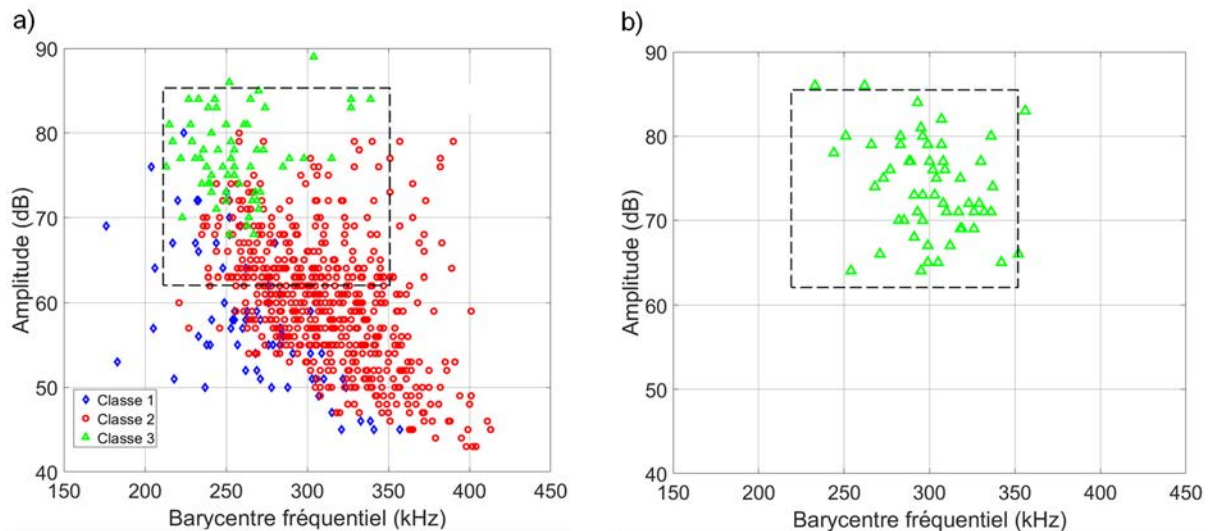 a)
90
80
70
60
50
40
Amplitude (dB)
Classe 1
Classe 2
Classe 3
150 200 250 300 350 400 450
Barycentre fréquentiel (kHz)
b)
90
80
70
60
50
40
Amplitude (dB)
150 200 250 300 350 400 450
Barycentre fréquentiel (kHz)